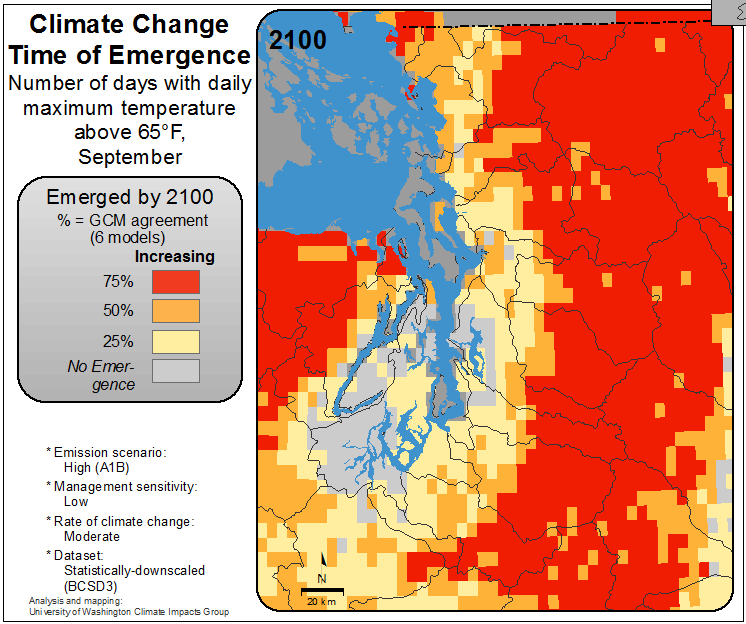 Climate Change
Time of Emergence
Number of days with daily
maximum temperature
above 65°F,
September
Emerged by 2100
% = GCM agreement
(6 models)
Increasing
75%
50%
25%
No Emer-
gence
* Emission scenario:
High (A1B)
* Management sensitivity:
Low
* Rate of climate change:
Moderate
* Dataset:
Statistically-downscaled
(BCSD3)
Analysis and mapping:
University of Washington Climate Impacts Group
2100
N
20 km